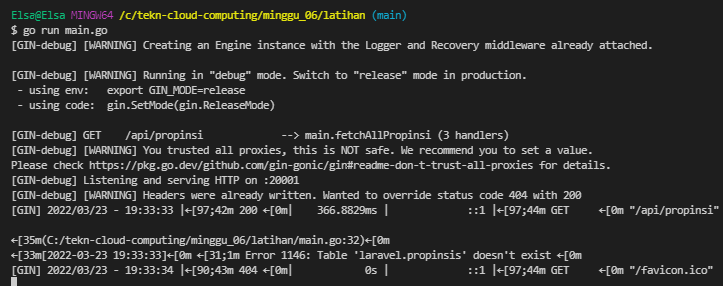 Elsa@Elsa MINGW64 /c/tekn-cloud-computing/minggu_06/latihan (main)
$ go run main.go
[GIN-debug] [WARNING] Creating an Engine instance with the Logger and Recovery middleware already attached.
[GIN-debug] [WARNING] Running in "debug" mode. Switch to "release" mode in production.
- using env:   export GIN_MODE=release
- using code:  gin.SetMode(gin.ReleaseMode)
[GIN-debug] GET    /api/propinsi             --> main.fetchAllPropinsi (3 handlers)
[GIN-debug] [WARNING] You trusted all proxies, this is NOT safe. We recommend you to set a value.
Please check https://pkg.go.dev/github.com/gin-gonic/gin#readme-don-t-trust-all-proxies for details.
[GIN-debug] Listening and serving HTTP on :20001
[GIN-debug] [WARNING] Headers were already written. Wanted to override status code 404 with 200
[GIN] 2022/03/23 - 19:33:33 |←[97;42m 200 ←[0m|    366.8829ms |             ::1 |←[97;44m GET     ←[0m "/api/propinsi"
←[35m(C:/tekn-cloud-computing/minggu_06/latihan/main.go:32)←[0m
←[33m[2022-03-23 19:33:33]←[0m ←[31;1m Error 1146: Table 'laravel.propinsis' doesn't exist ←[0m
[GIN] 2022/03/23 - 19:33:34 |←[90;43m 404 ←[0m|            0s |             ::1 |←[97;44m GET     ←[0m "/favicon.ico"